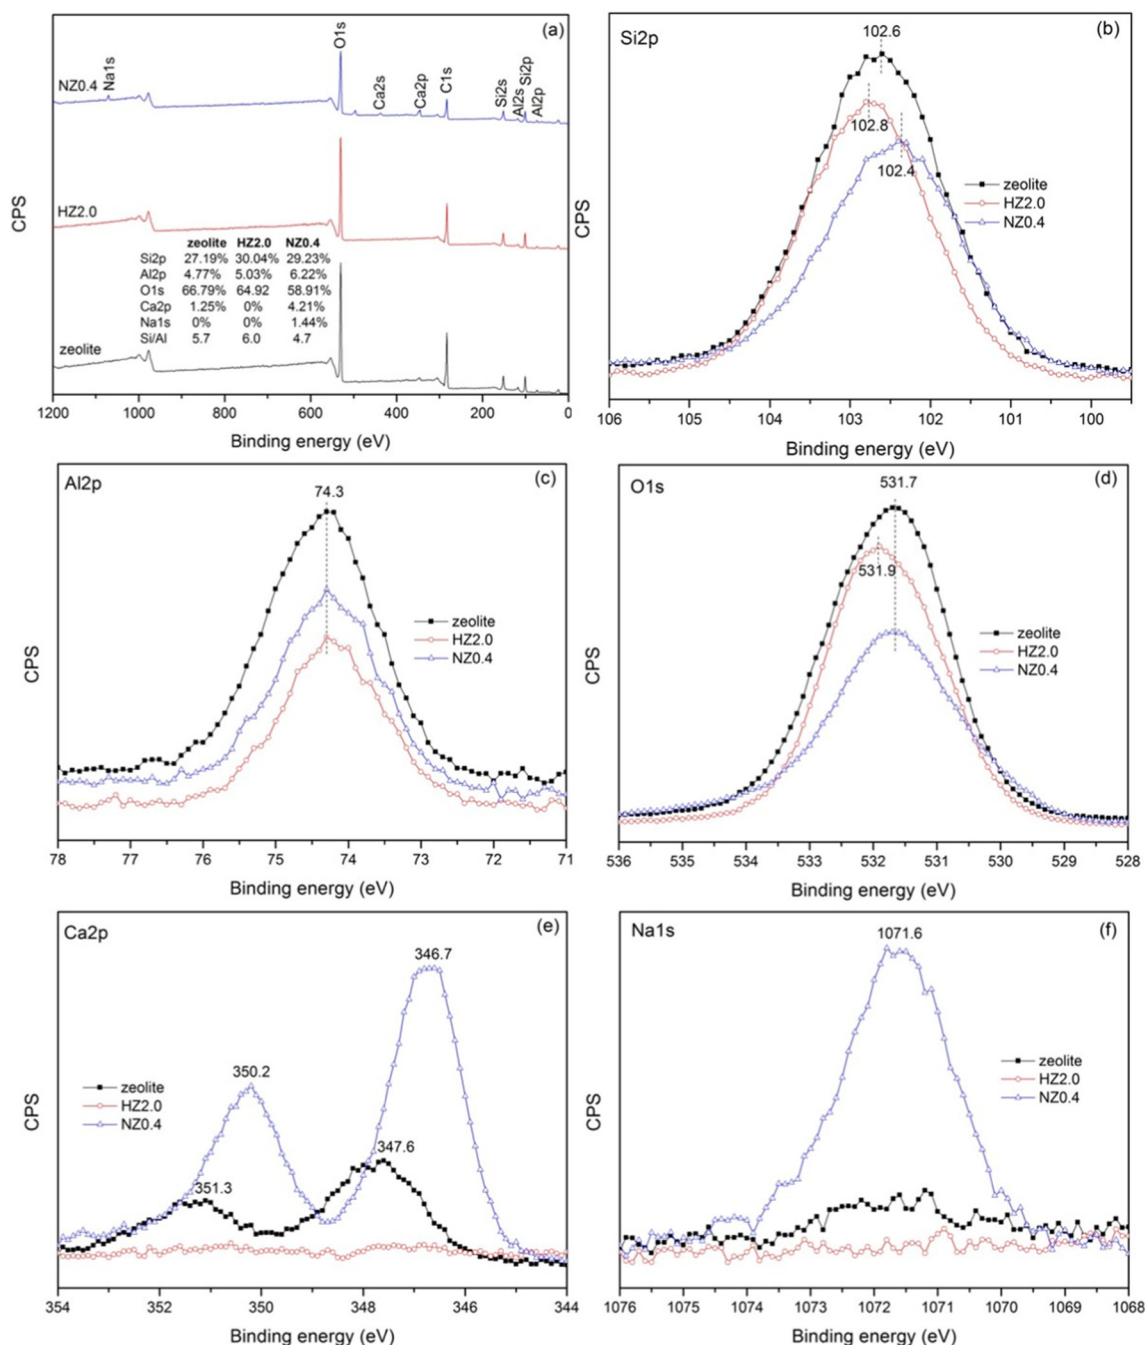 (a)
O1s
Na1s
NZ0.4
Ca2s
Ca2p
C1s
Si2s
Al2s
Si2p
Al2p
HZ2.0
zeolite HZ2.0 NZ0.4
Si2p 27.19% 30.04% 29.23%
Al2p 4.77% 5.03% 6.22%
O1s 66.79% 64.92 58.91%
Ca2p 1.25% 0% 4.21%
Na1s 0% 0% 1.44%
Si/Al 5.7 6.0 4.7
zeolite
CPS
1200 1000 800 600 400 200 0
Binding energy (eV)
Si2p
(b)
102.6
102.8
102.4
zeolite
HZ2.0
NZ0.4
CPS
106 105 104 103 102 101 100
Binding energy (eV)
Al2p
(c)
74.3
zeolite
HZ2.0
NZ0.4
CPS
78 77 76 75 74 73 72 71
Binding energy (eV)
O1s
(d)
531.7
531.9
zeolite
HZ2.0
NZ0.4
CPS
536 535 534 533 532 531 530 529 528
Binding energy (eV)
Ca2p
(e)
346.7
350.2
347.6
351.3
zeolite
HZ2.0
NZ0.4
CPS
354 352 350 348 346 344
Binding energy (eV)
Na1s
(f)
1071.6
zeolite
HZ2.0
NZ0.4
CPS
1076 1075 1074 1073 1072 1071 1070 1069 1068
Binding energy (eV)